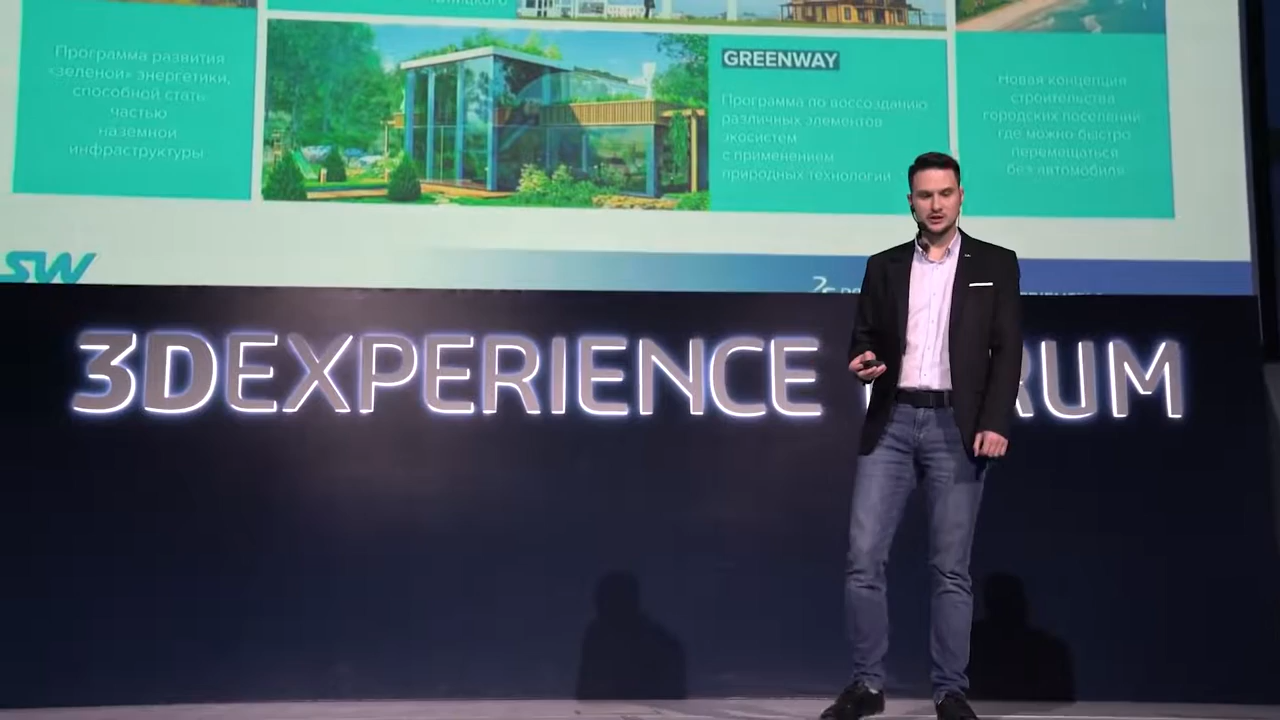 Программа развития
«зеленой» энергетики,
способной стать
частью
наземной
инфраструктуры
GREENWAY
Программа по воссозданию
различных элементов
экосистем
с применением
природных технологий
Новая концепция
строительства
городских поселений
где можно быстро
перемещаться
без автомобиля
SW
3DEXPERIENCE RUM